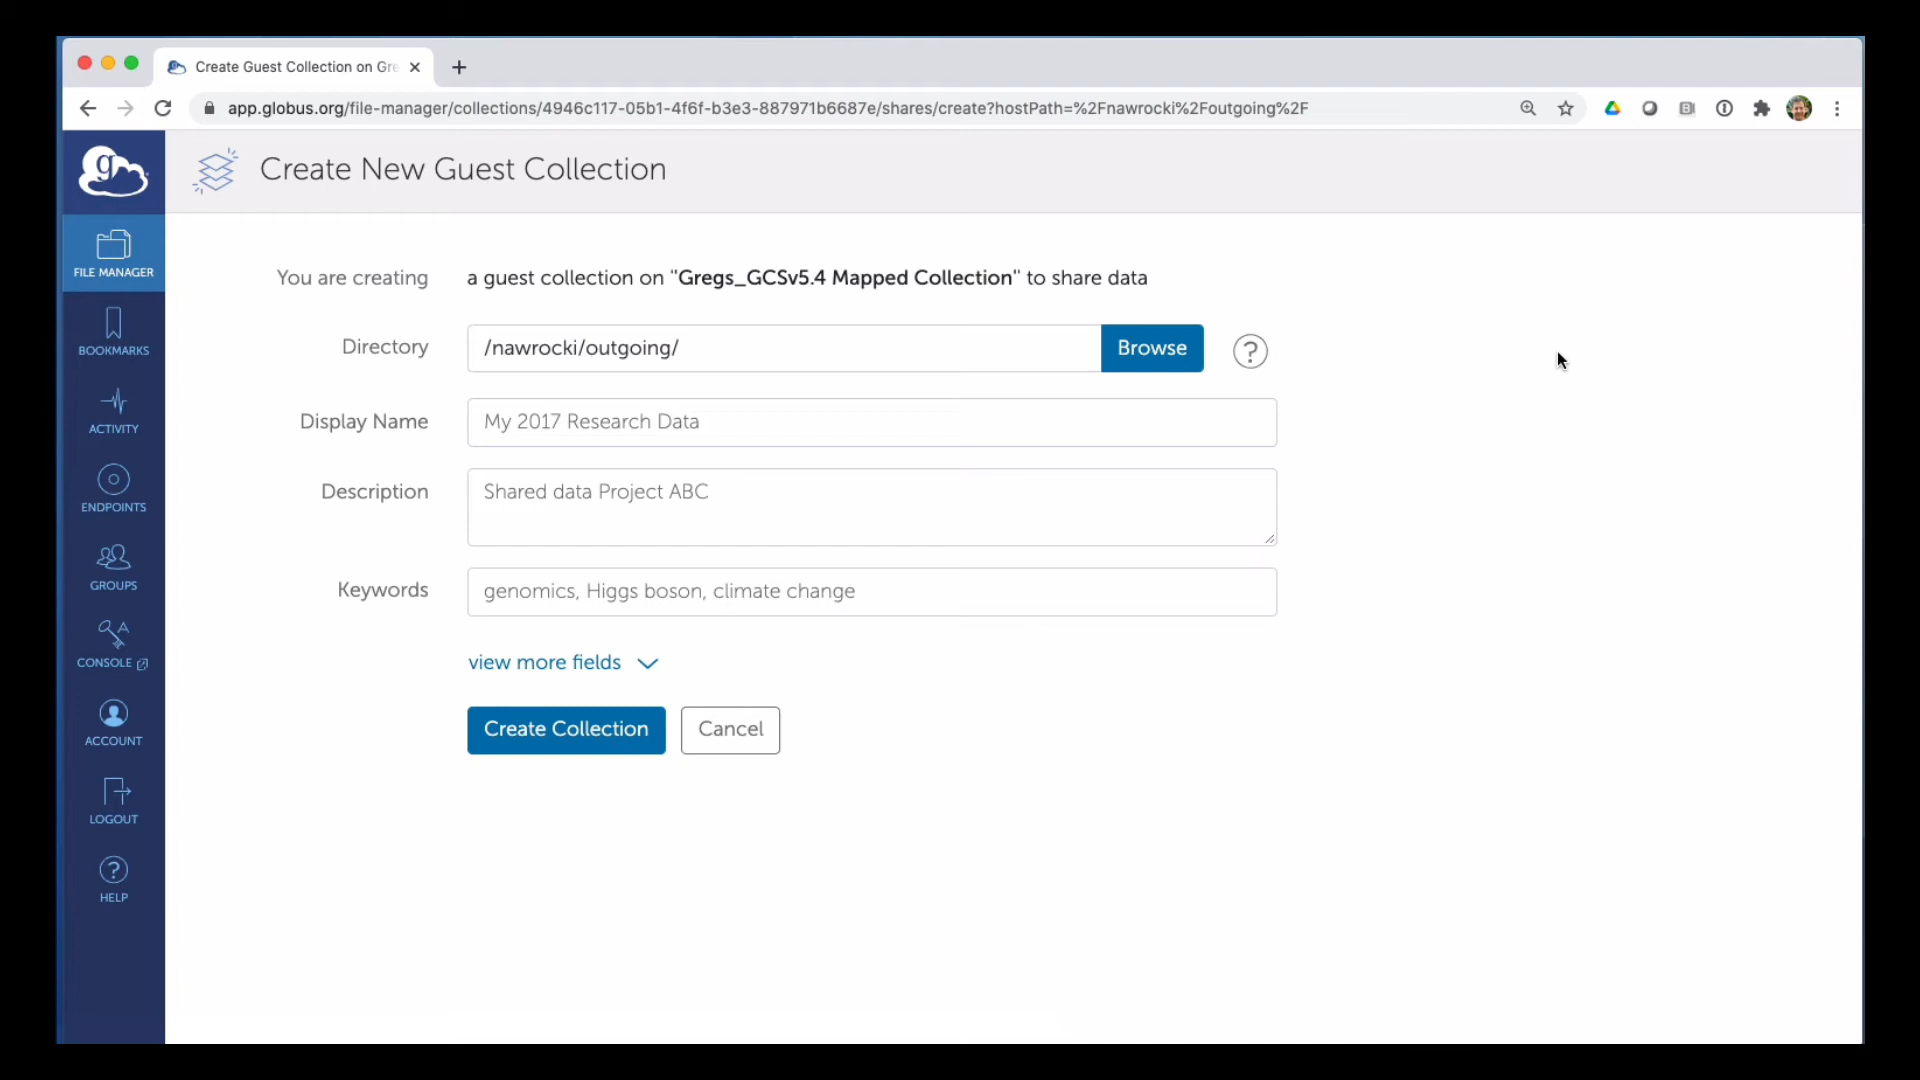 Create Guest Collection on Gre
app.globus.org/file-manager/collections/4946c117-05b1-4f6f-b3e3-887971b6687e/shares/create?hostPath=%2Fnawrocki%2Foutgoing%2F
g
Create New Guest Collection
FILE MANAGER
BOOKMARKS
ACTIVITY
ENDPOINTS
GROUPS
CONSOLE
ACCOUNT
LOGOUT
HELP
You are creating a guest collection on "Gregs_GCSv5.4 Mapped Collection" to share data
Directory /nawrocki/outgoing/ Browse ?
Display Name My 2017 Research Data
Description Shared data Project ABC
Keywords genomics, Higgs boson, climate change
view more fields
Create Collection Cancel